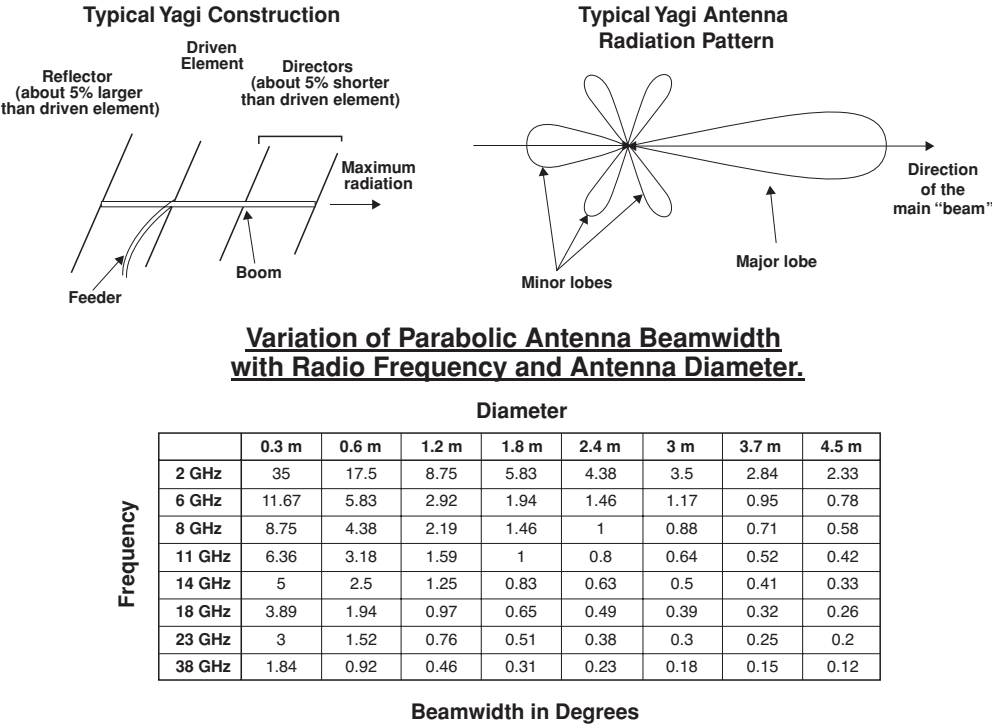 Typical Yagi Construction
Driven
Element
Reflector
(about 5% larger
than driven element)
Directors
(about 5% shorter
than driven element)
Maximum
radiation
Boom
Feeder
Typical Yagi Antenna
Radiation Pattern
Direction
of the
main “beam”
Major lobe
Minor lobes
Variation of Parabolic Antenna Beamwidth
with Radio Frequency and Antenna Diameter.
Diameter
0.3 m 0.6 m 1.2 m 1.8 m 2.4 m 3 m 3.7 m 4.5 m
Frequency
2 GHz 35 17.5 8.75 5.83 4.38 3.5 2.84 2.33
6 GHz 11.67 5.83 2.92 1.94 1.46 1.17 0.95 0.78
8 GHz 8.75 4.38 2.19 1.46 1 0.88 0.71 0.58
11 GHz 6.36 3.18 1.59 1 0.8 0.64 0.52 0.42
14 GHz 5 2.5 1.25 0.83 0.63 0.5 0.41 0.33
18 GHz 3.89 1.94 0.97 0.65 0.49 0.39 0.32 0.26
23 GHz 3 1.52 0.76 0.51 0.38 0.3 0.25 0.2
38 GHz 1.84 0.92 0.46 0.31 0.23 0.18 0.15 0.12
Beamwidth in Degrees